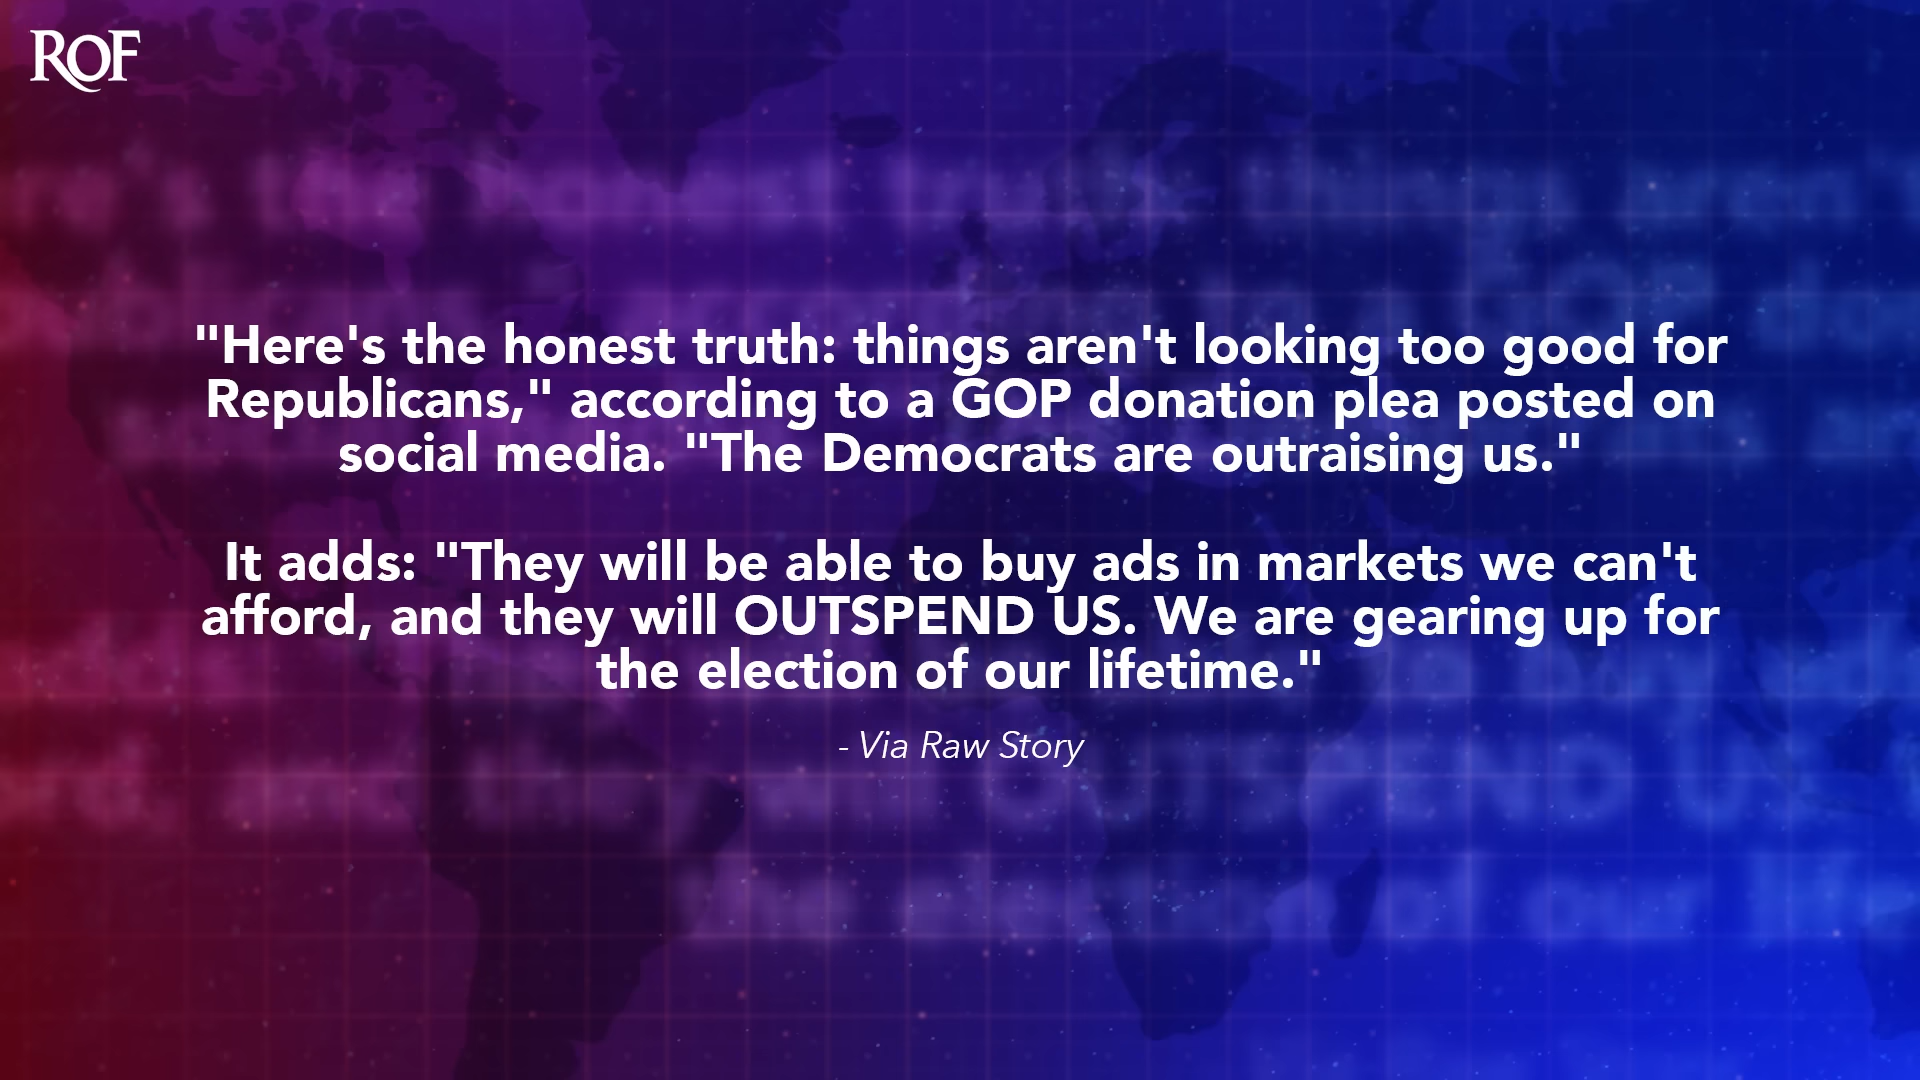 ROF
"Here's the honest truth: things aren't looking too good for
Republicans," according to a GOP donation plea posted on
social media. "The Democrats are outraising us."
It adds: "They will be able to buy ads in markets we can't
afford, and they will OUTSPEND US. We are gearing up for
the election of our lifetime."
- Via Raw Story